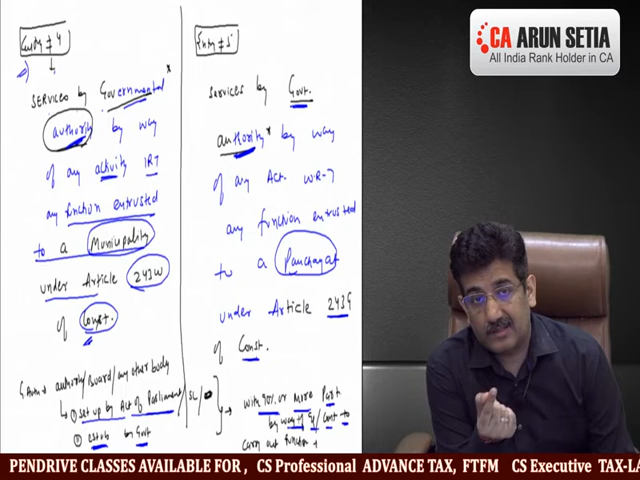 Entry # 4
SERVICES by Governmental*
authority by way
of any activity IRT
any function entrusted
to a Municipality
under Article 243W
of Const.
G Auth → authority/Board/any other body
① set up by Act of Parliament/SL/
① estab by Govt
Entry # 5
Services by Govt.
authority* by way
of any Act. W.R.T
any function entrusted
to a Panchayat
under Article 243G
of Const.
→ with 90% or more Part
by way of Eq/Cont to
carry out function
CA ARUN SETIA
All India Rank Holder in CA
PENDRIVE CLASSES AVAILABLE FOR , CS Professional ADVANCE TAX, FTFM CS Executive TAX-LA